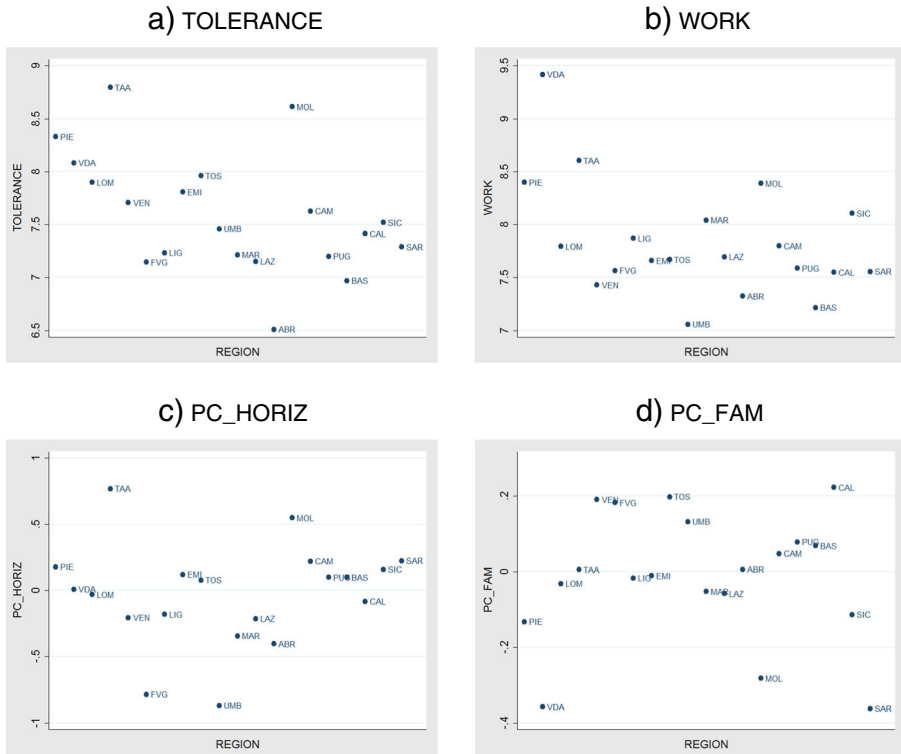 a) TOLERANCE
9
8.5
8
7.5
7
6.5
TOLERANCE
TAA
MOL
PIE
VDA
LOM
TOS
EMI
VEN
CAM
SIC
UMB
CAL
SAR
LIG
MAR
PUG
FVG
LAZ
BAS
ABR
REGION
b) WORK
9.5
9
8.5
8
7.5
7
WORK
VDA
TAA
PIE
MOL
SIC
MAR
LIG
LOM
CAM
LAZ
EMI
TOS
PUG
FVG
CAL
SAR
VEN
ABR
BAS
UMB
REGION
c) PC_HORIZ
1
.5
0
-.5
-1
PC_HORIZ
TAA
MOL
PIE
CAM
SAR
SIC
EMI
TOS
PUG
BAS
VDA
LOM
CAL
LIG
VEN
LAZ
MAR
ABR
FVG
UMB
REGION
d) PC_FAM
.2
0
-.2
-.4
PC_FAM
CAL
TOS
VEN
FVG
UMB
PUG
BAS
CAM
TAA
ABR
EMI
LIG
LOM
MAR
LAZ
SIC
PIE
MOL
VDA
SAR
REGION